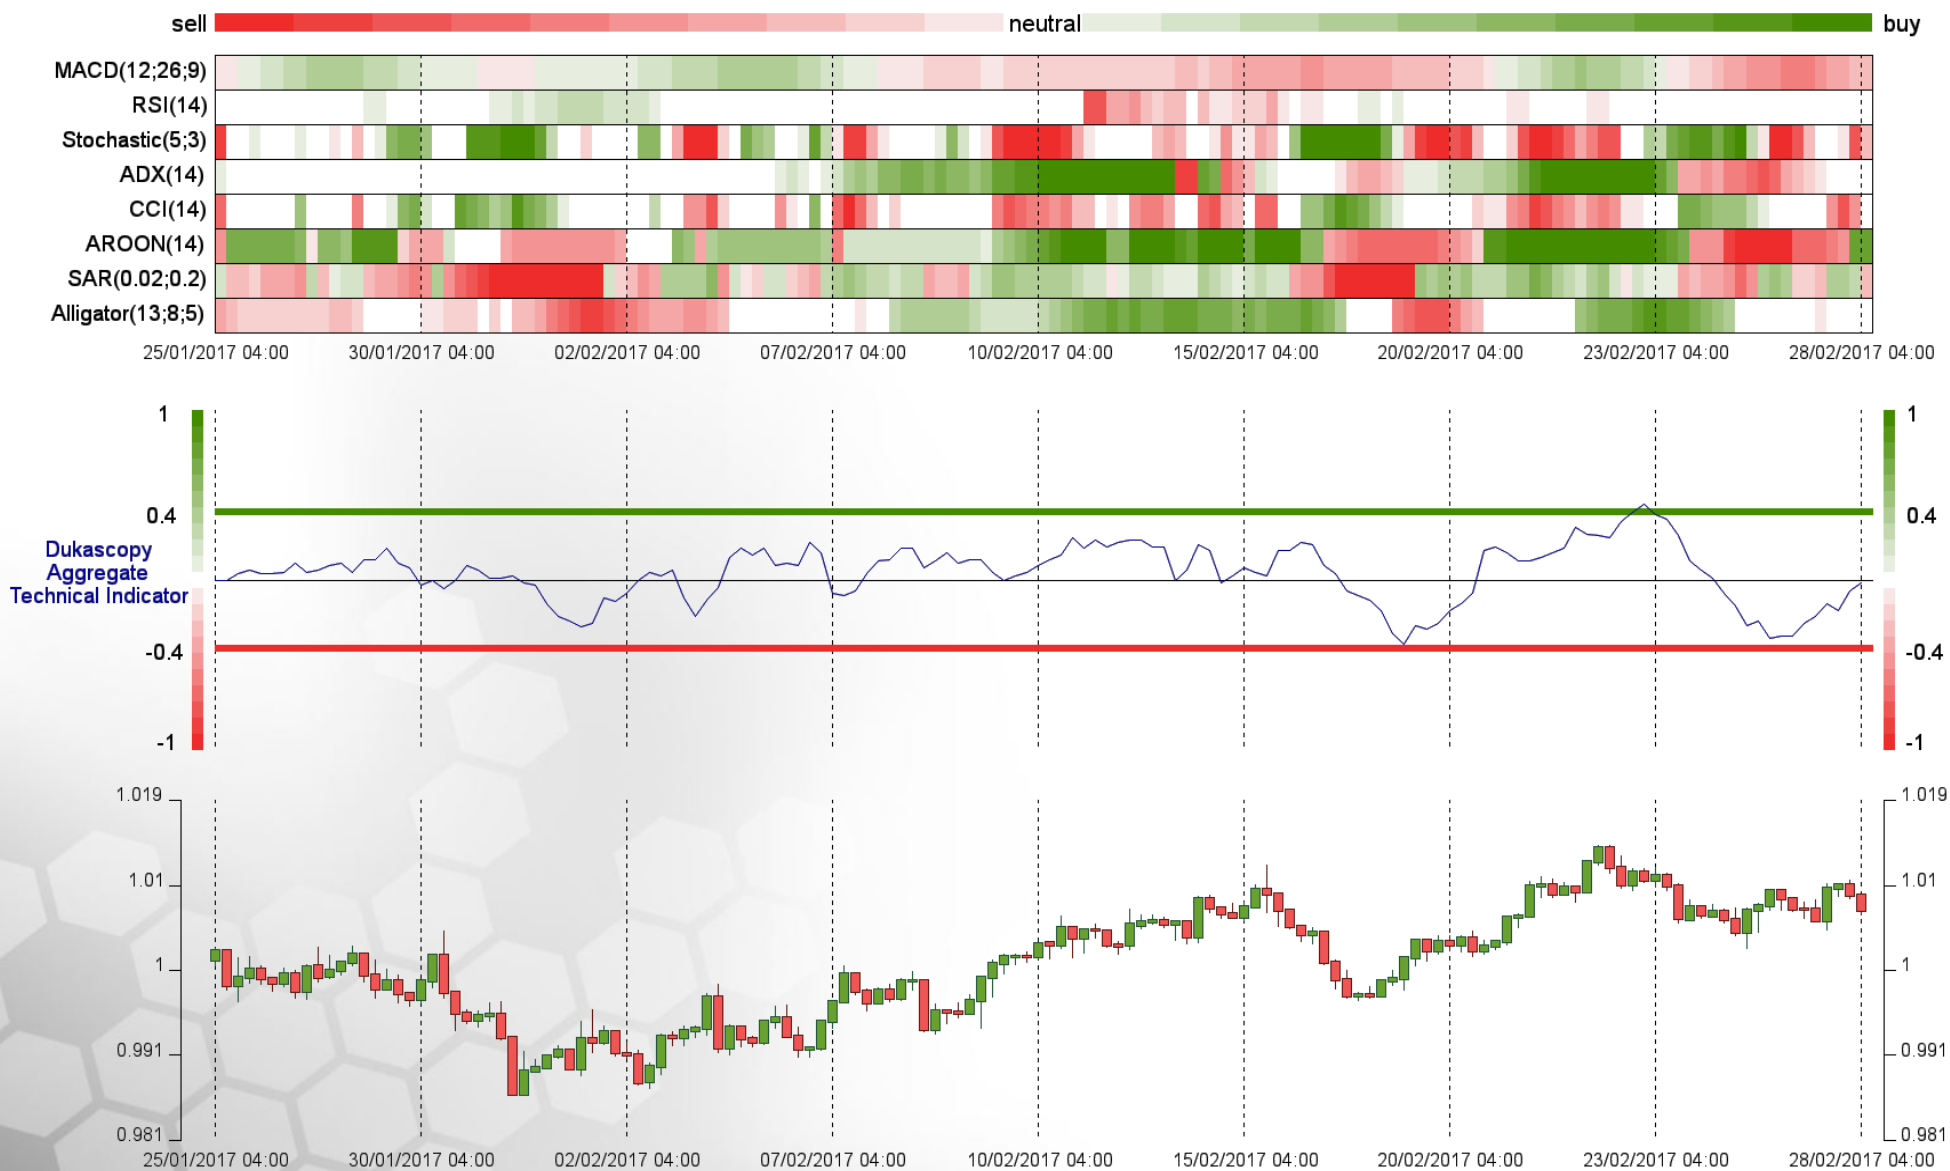 sell neutral buy
MACD(12;26;9)
RSI(14)
Stochastic(5;3)
ADX(14)
CCI(14)
AROON(14)
SAR(0.02;0.2)
Alligator(13;8;5)
25/01/2017 04:00 30/01/2017 04:00 02/02/2017 04:00 07/02/2017 04:00 10/02/2017 04:00 15/02/2017 04:00 20/02/2017 04:00 23/02/2017 04:00 28/02/2017 04:00
1 1
0.4 0.4
Dukascopy
Aggregate
Technical Indicator
-0.4 -0.4
-1 -1
1.019 1.019
1.01 1.01
1 1
0.991 0.991
0.981 0.981
25/01/2017 04:00 30/01/2017 04:00 02/02/2017 04:00 07/02/2017 04:00 10/02/2017 04:00 15/02/2017 04:00 20/02/2017 04:00 23/02/2017 04:00 28/02/2017 04:00